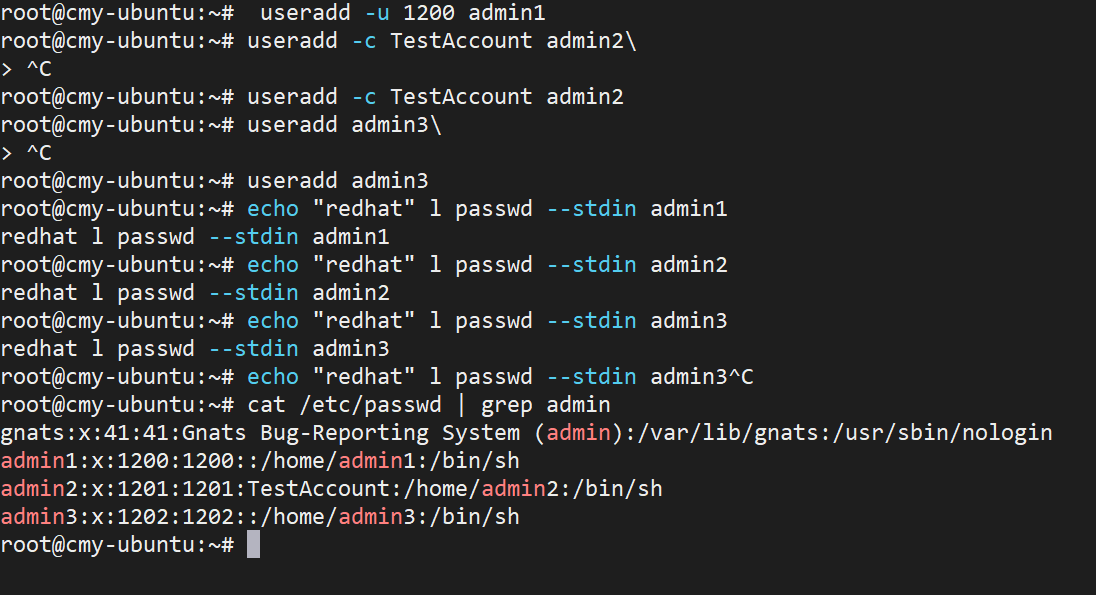 root@cmy-ubuntu:~#  useradd -u 1200 admin1
root@cmy-ubuntu:~# useradd -c TestAccount admin2\
> ^C
root@cmy-ubuntu:~# useradd -c TestAccount admin2
root@cmy-ubuntu:~# useradd admin3\
> ^C
root@cmy-ubuntu:~# useradd admin3
root@cmy-ubuntu:~# echo "redhat" l passwd --stdin admin1
redhat l passwd --stdin admin1
root@cmy-ubuntu:~# echo "redhat" l passwd --stdin admin2
redhat l passwd --stdin admin2
root@cmy-ubuntu:~# echo "redhat" l passwd --stdin admin3
redhat l passwd --stdin admin3
root@cmy-ubuntu:~# echo "redhat" l passwd --stdin admin3^C
root@cmy-ubuntu:~# cat /etc/passwd | grep admin
gnats:x:41:41:Gnats Bug-Reporting System (admin):/var/lib/gnats:/usr/sbin/nologin
admin1:x:1200:1200::/home/admin1:/bin/sh
admin2:x:1201:1201:TestAccount:/home/admin2:/bin/sh
admin3:x:1202:1202::/home/admin3:/bin/sh
root@cmy-ubuntu:~#